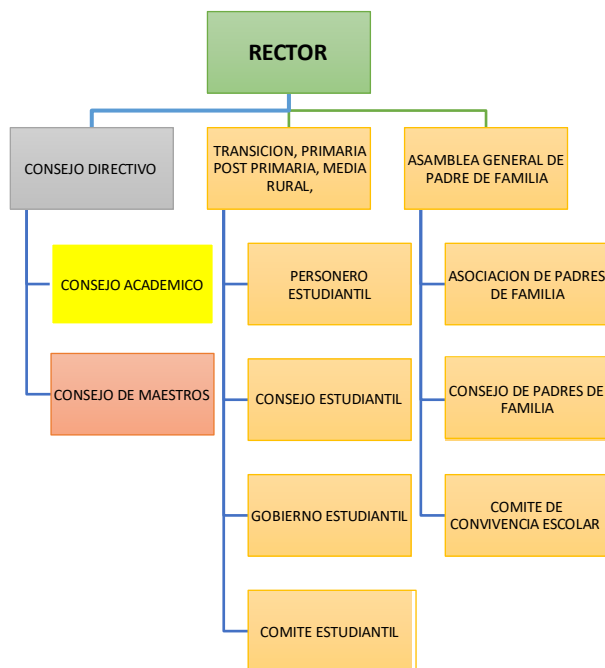 RECTOR
CONSEJO DIRECTIVO
TRANSICION, PRIMARIA
POST PRIMARIA, MEDIA
RURAL,
ASAMBLEA GENERAL DE
PADRE DE FAMILIA
CONSEJO ACADEMICO
CONSEJO DE MAESTROS
PERSONERO
ESTUDIANTIL
CONSEJO ESTUDIANTIL
GOBIERNO ESTUDIANTIL
COMITE ESTUDIANTIL
ASOCIACION DE PADRES
DE FAMILIA
CONSEJO DE PADRES DE
FAMILIA
COMITE DE
CONVIVENCIA ESCOLAR